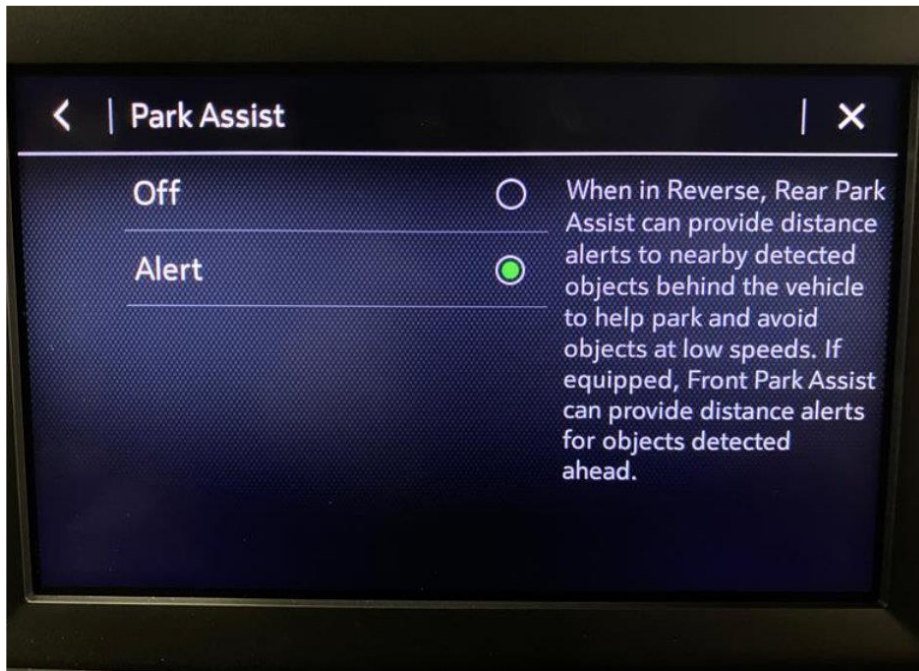 Park Assist
Off
Alert
When in Reverse, Rear Park
Assist can provide distance
alerts to nearby detected
objects behind the vehicle
to help park and avoid
objects at low speeds. If
equipped, Front Park Assist
can provide distance alerts
for objects detected
ahead.